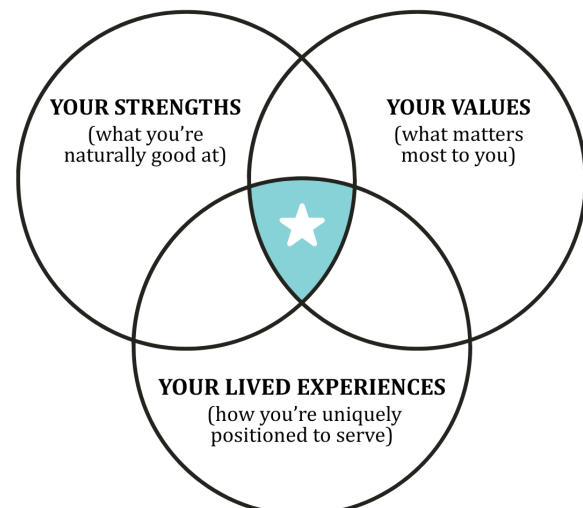 YOUR STRENGTHS
(what you’re
naturally good at)
YOUR VALUES
(what matters
most to you)
YOUR LIVED EXPERIENCES
(how you’re uniquely
positioned to serve)